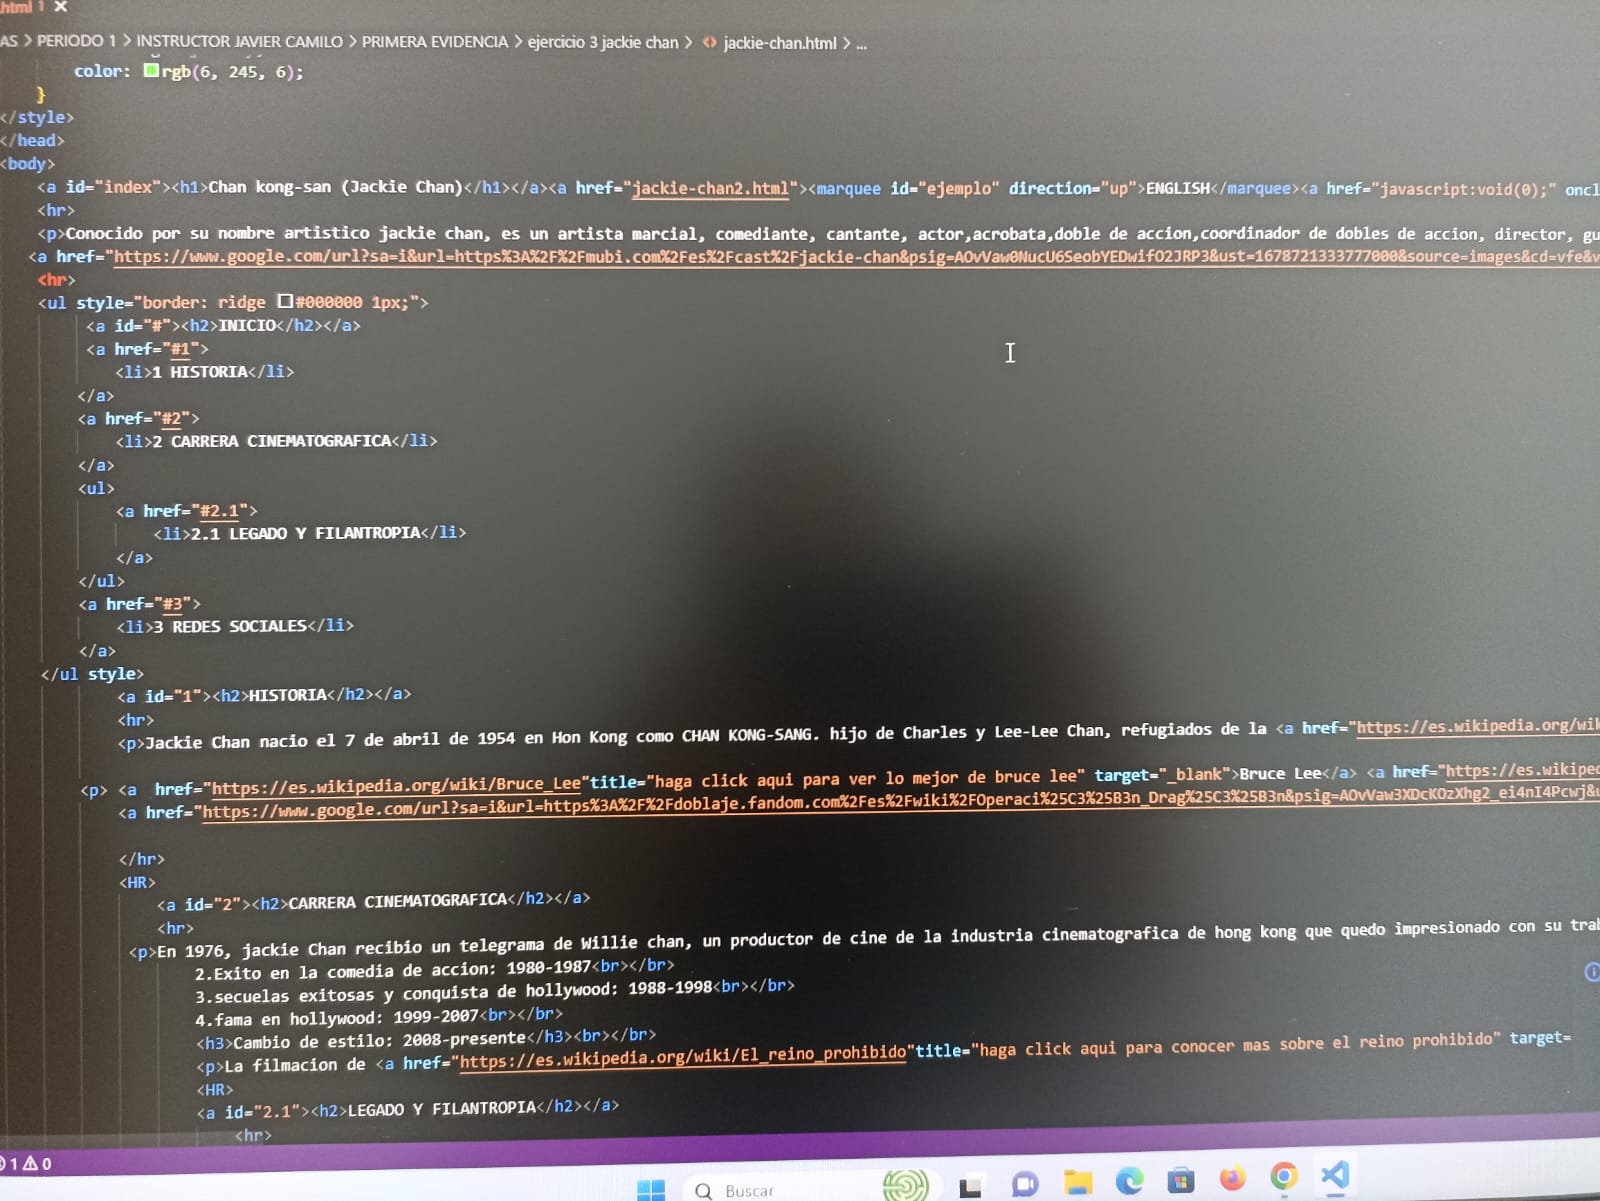 .html 1 ✕
AS > PERIODO 1 > INSTRUCTOR JAVIER CAMILO > PRIMERA EVIDENCIA > ejercicio 3 jackie chan > <> jackie-chan.html > ...
color: rgb(6, 245, 6);
}
</style>
</head>
<body>
<a id="index"><h1>Chan kong-san (Jackie Chan)</h1></a><a href="jackie-chan2.html"><marquee id="ejemplo" direction="up">ENGLISH</marquee><a href="javascript:void(0);" oncl
<hr>
<p>Conocido por su nombre artistico jackie chan, es un artista marcial, comediante, cantante, actor,acrobata,doble de accion,coordinador de dobles de accion, director, gu
<a href="https://www.google.com/url?sa=i&url=https%3A%2F%2Fmubi.com%2Fes%2Fcast%2Fjackie-chan&psig=AOvVaw0NucU6SeobYEDwifO2JRP3&ust=1678721333777000&source=images&cd=vfe&v
<hr>
<ul style="border: ridge #000000 1px;">
<a id="#"><h2>INICIO</h2></a>
<a href="#1">
<li>1 HISTORIA</li>
</a>
<a href="#2">
<li>2 CARRERA CINEMATOGRAFICA</li>
</a>
<ul>
<a href="#2.1">
<li>2.1 LEGADO Y FILANTROPIA</li>
</a>
</ul>
<a href="#3">
<li>3 REDES SOCIALES</li>
</a>
</ul style>
<a id="1"><h2>HISTORIA</h2></a>
<hr>
<p>Jackie Chan nacio el 7 de abril de 1954 en Hon Kong como CHAN KONG-SANG. hijo de Charles y Lee-Lee Chan, refugiados de la <a href="https://es.wikipedia.org/wik
<p> <a  href="https://es.wikipedia.org/wiki/Bruce_Lee"title="haga click aqui para ver lo mejor de bruce lee" target="_blank">Bruce Lee</a> <a href="https://es.wikiped
<a href="https://www.google.com/url?sa=i&url=https%3A%2F%2Fdoblaje.fandom.com%2Fes%2Fwiki%2FOperaci%25C3%25B3n_Drag%25C3%25B3n&psig=AOvVaw3XDcKOzXhg2_ei4nI4Pcwj&u
</hr>
<HR>
<a id="2"><h2>CARRERA CINEMATOGRAFICA</h2></a>
<hr>
<p>En 1976, jackie Chan recibio un telegrama de Willie chan, un productor de cine de la industria cinematografica de hong kong que quedo impresionado con su trab
2.Exito en la comedia de accion: 1980-1987<br></br>
3.secuelas exitosas y conquista de hollywood: 1988-1998<br></br>
4.fama en hollywood: 1999-2007<br></br>
<h3>Cambio de estilo: 2008-presente</h3><br></br>
<p>La filmacion de <a href="https://es.wikipedia.org/wiki/El_reino_prohibido"title="haga click aqui para conocer mas sobre el reino prohibido" target=
<HR>
<a id="2.1"><h2>LEGADO Y FILANTROPIA</h2></a>
<hr>
1 0
Buscar